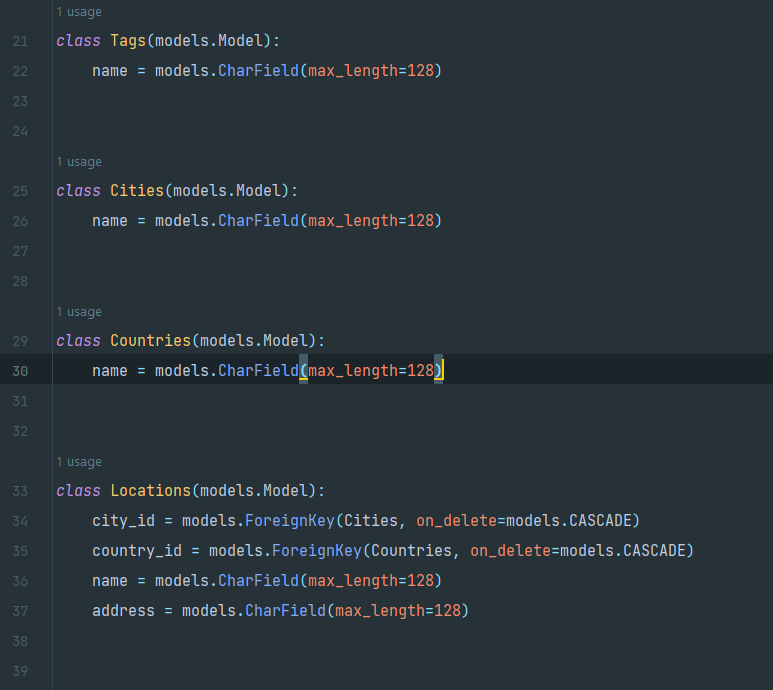 1 usage
21 class Tags(models.Model):
22     name = models.CharField(max_length=128)
23
24
1 usage
25 class Cities(models.Model):
26     name = models.CharField(max_length=128)
27
28
1 usage
29 class Countries(models.Model):
30     name = models.CharField(max_length=128)
31
32
1 usage
33 class Locations(models.Model):
34     city_id = models.ForeignKey(Cities, on_delete=models.CASCADE)
35     country_id = models.ForeignKey(Countries, on_delete=models.CASCADE)
36     name = models.CharField(max_length=128)
37     address = models.CharField(max_length=128)
38
39